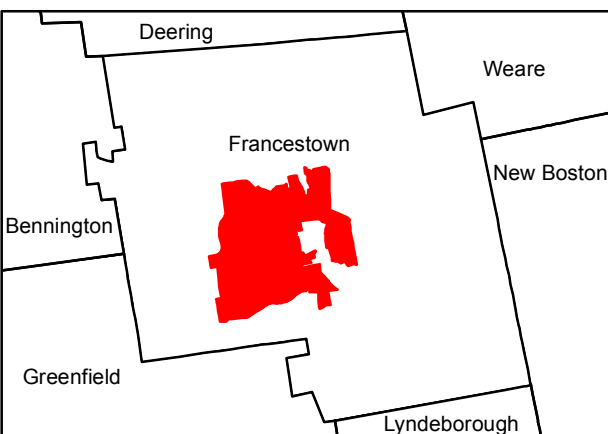 Deering
Weare
Francestown
New Boston
Bennington
Greenfield
Lyndeborough